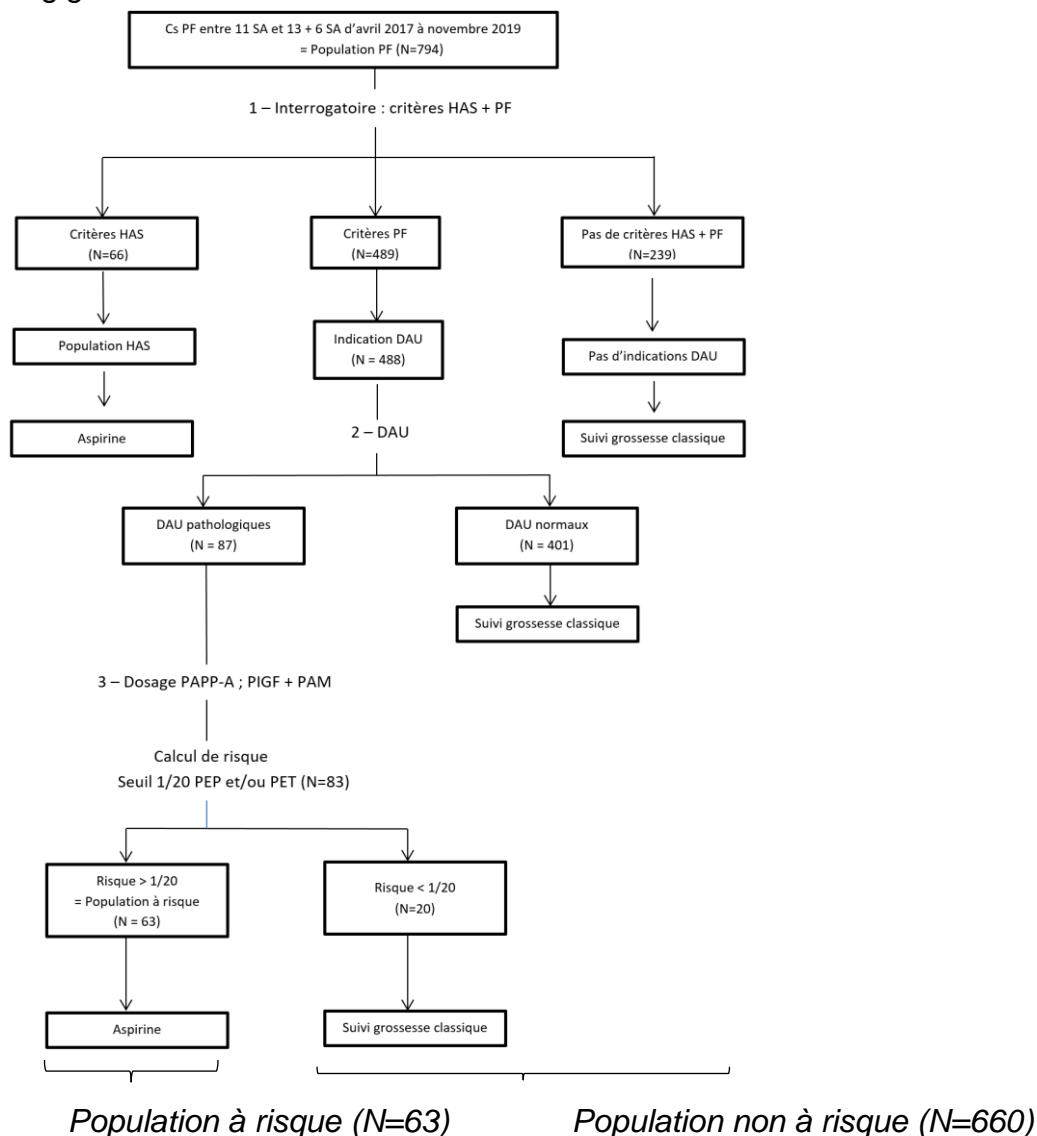 Cs PF entre 11 SA et 13 + 6 SA d'avril 2017 à novembre 2019
= Population PF (N=794)
1 – Interrogatoire : critères HAS + PF
Critères HAS
(N=66)
Critères PF
(N=489)
Pas de critères HAS + PF
(N=239)
Population HAS
Indication DAU
(N = 488)
Pas d'indications DAU
Aspirine
2 – DAU
Suivi grossesse classique
DAU pathologiques
(N = 87)
DAU normaux
(N = 401)
Suivi grossesse classique
3 – Dosage PAPP-A ; PIGF + PAM
Calcul de risque
Seuil 1/20 PEP et/ou PET (N=83)
Risque > 1/20
= Population à risque
(N = 63)
Risque < 1/20
(N=20)
Aspirine
Suivi grossesse classique
Population à risque (N=63)
Population non à risque (N=660)